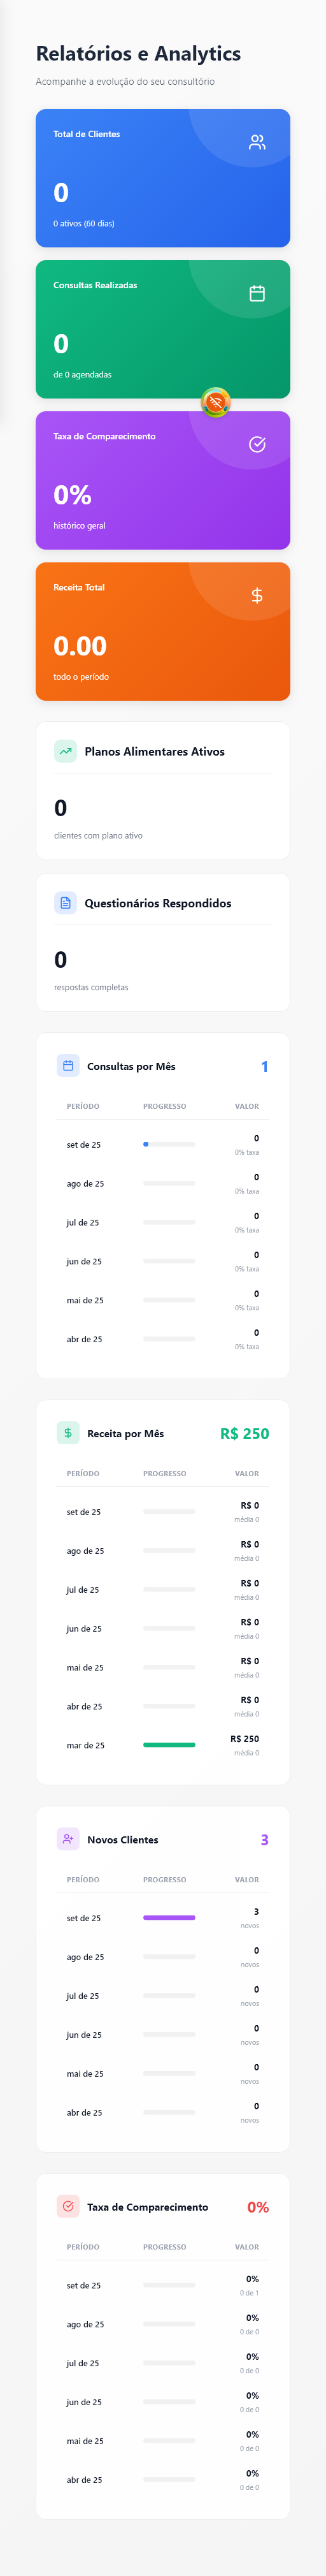 Relatórios e Analytics
Acompanhe a evolução do seu consultório
Total de Clientes
0
0 ativos (60 dias)
Consultas Realizadas
0
de 0 agendadas
Taxa de Comparecimento
0%
histórico geral
Receita Total
0.00
todo o período
Planos Alimentares Ativos
0
clientes com plano ativo
Questionários Respondidos
0
respostas completas
Consultas por Mês 1
PERÍODO PROGRESSO VALOR
set de 25 0
0% taxa
ago de 25 0
0% taxa
jul de 25 0
0% taxa
jun de 25 0
0% taxa
mai de 25 0
0% taxa
abr de 25 0
0% taxa
Receita por Mês R$ 250
PERÍODO PROGRESSO VALOR
set de 25 R$ 0
média 0
ago de 25 R$ 0
média 0
jul de 25 R$ 0
média 0
jun de 25 R$ 0
média 0
mai de 25 R$ 0
média 0
abr de 25 R$ 0
média 0
mar de 25 R$ 250
média 0
Novos Clientes 3
PERÍODO PROGRESSO VALOR
set de 25 3
novos
ago de 25 0
novos
jul de 25 0
novos
jun de 25 0
novos
mai de 25 0
novos
abr de 25 0
novos
Taxa de Comparecimento 0%
PERÍODO PROGRESSO VALOR
set de 25 0%
0 de 1
ago de 25 0%
0 de 0
jul de 25 0%
0 de 0
jun de 25 0%
0 de 0
mai de 25 0%
0 de 0
abr de 25 0%
0 de 0